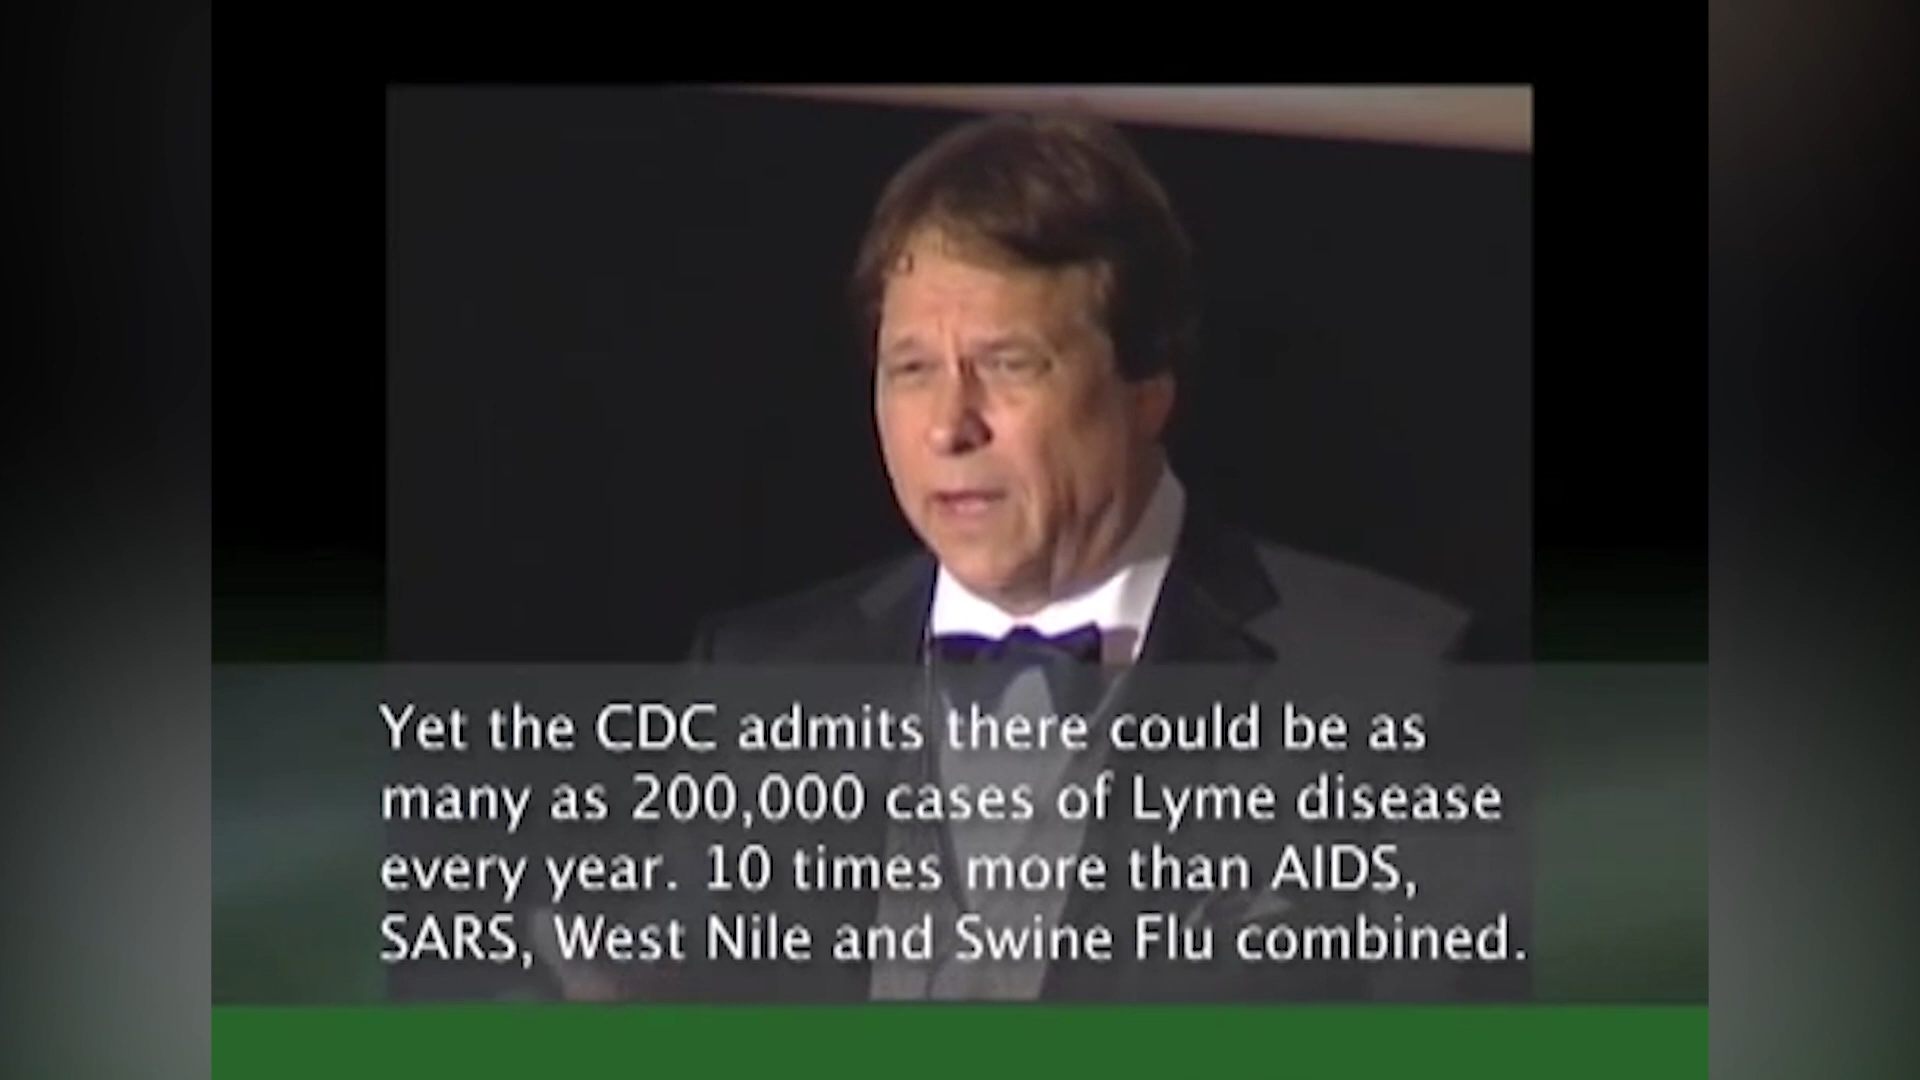 Yet the CDC admits there could be as
many as 200,000 cases of Lyme disease
every year. 10 times more than AIDS,
SARS, West Nile and Swine Flu combined.